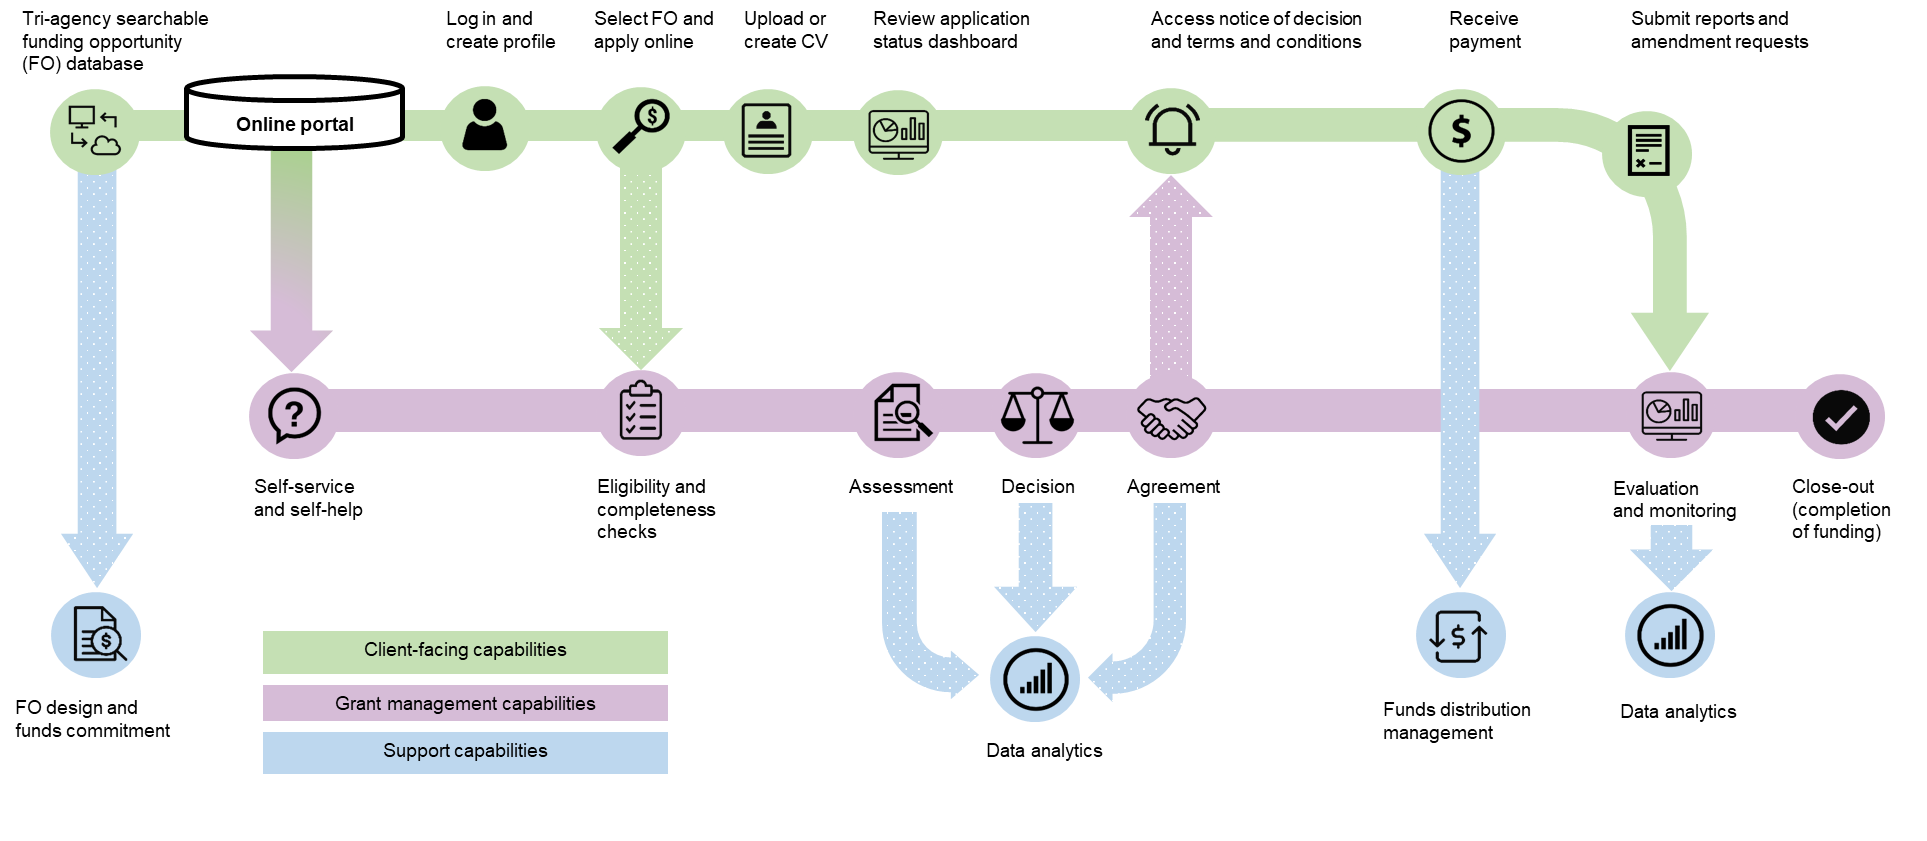 Tri-agency searchable
funding opportunity
(FO) database
Log in and
create profile
Select FO and
apply online
Upload or
create CV
Review application
status dashboard
Access notice of decision
and terms and conditions
Receive
payment
Submit reports and
amendment requests
Online portal
$
$
?
Self-service
and self-help
Eligibility and
completeness
checks
Assessment
Decision
Agreement
Evaluation
and monitoring
Close-out
(completion
of funding)
$
$
FO design and
funds commitment
Client-facing capabilities
Grant management capabilities
Support capabilities
Data analytics
Funds distribution
management
Data analytics